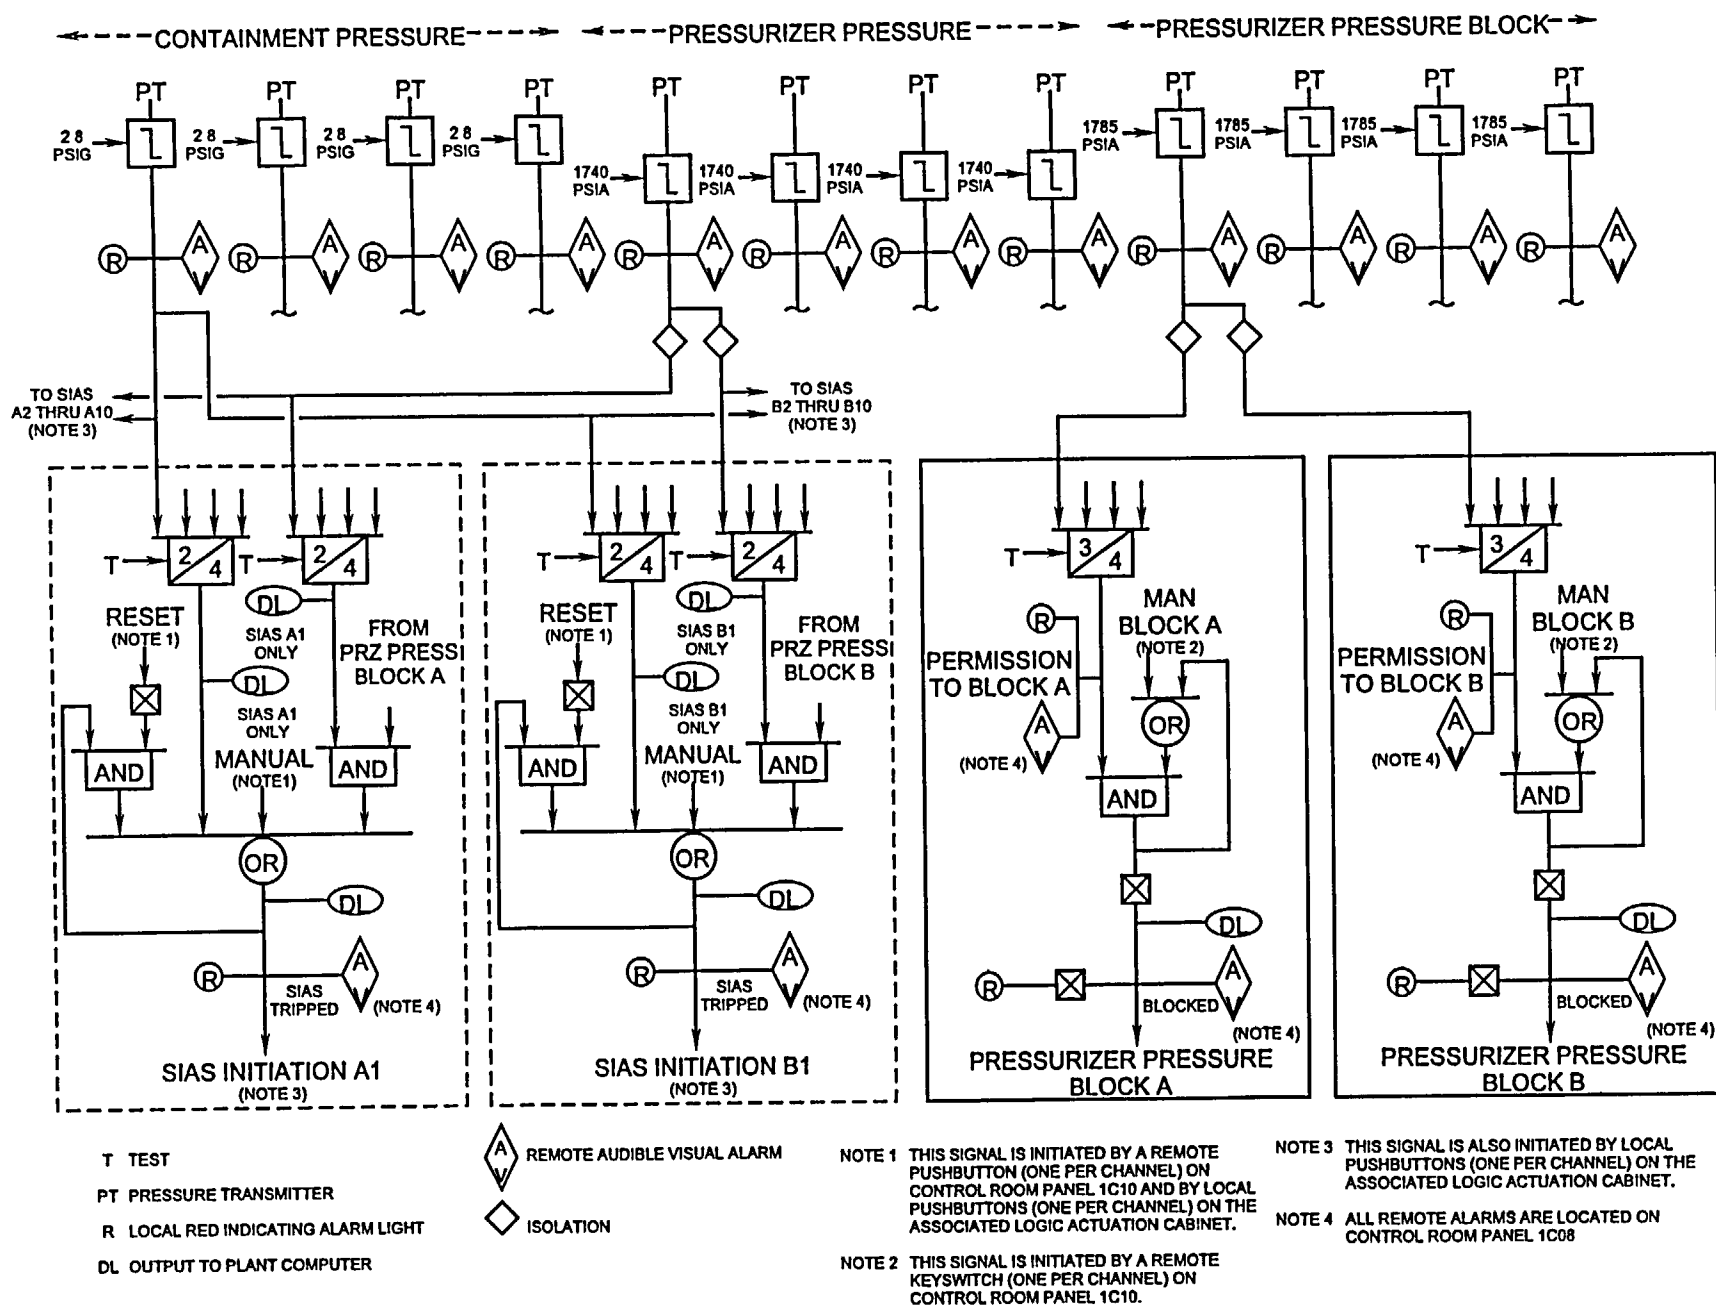 CONTAINMENT PRESSURE
PRESSURIZER PRESSURE
PRESSURIZER PRESSURE BLOCK
PT PT PT PT PT PT PT PT PT PT PT PT
2 8
PSIG
2 8
PSIG
2 8
PSIG
2 8
PSIG
1740
PSIA
1740
PSIA
1740
PSIA
1740
PSIA
1785
PSIA
1785
PSIA
1785
PSIA
1785
PSIA
R A V
R A V
R A V
R A V
R A V
R A V
R A V
R A V
R A V
R A V
R A V
R A V
TO SIAS
A2 THRU A10
(NOTE 3)
TO SIAS
B2 THRU B10
(NOTE 3)
T 2/4
T 2/4
DL
SIAS A1
ONLY
RESET
(NOTE 1)
FROM
PRZ PRESS
BLOCK A
DL
SIAS A1
ONLY
AND
MANUAL
(NOTE1)
AND
OR
DL
R
SIAS
TRIPPED
A V
(NOTE 4)
SIAS INITIATION A1
(NOTE 3)
T 2/4
T 2/4
DL
SIAS B1
ONLY
RESET
(NOTE 1)
FROM
PRZ PRESS
BLOCK B
DL
SIAS B1
ONLY
AND
MANUAL
(NOTE1)
AND
OR
DL
R
SIAS
TRIPPED
A V
(NOTE 4)
SIAS INITIATION B1
(NOTE 3)
T 3/4
R
MAN
BLOCK A
(NOTE 2)
PERMISSION
TO BLOCK A
OR
A V
(NOTE 4)
AND
DL
R
BLOCKED
A V
(NOTE 4)
PRESSURIZER PRESSURE
BLOCK A
T 3/4
R
MAN
BLOCK B
(NOTE 2)
PERMISSION
TO BLOCK B
OR
A V
(NOTE 4)
AND
DL
R
BLOCKED
A V
(NOTE 4)
PRESSURIZER PRESSURE
BLOCK B
T TEST
PT PRESSURE TRANSMITTER
R LOCAL RED INDICATING ALARM LIGHT
DL OUTPUT TO PLANT COMPUTER
A V REMOTE AUDIBLE VISUAL ALARM
ISOLATION
NOTE 1 THIS SIGNAL IS INITIATED BY A REMOTE
PUSHBUTTON (ONE PER CHANNEL) ON
CONTROL ROOM PANEL 1C10 AND BY LOCAL
PUSHBUTTONS (ONE PER CHANNEL) ON THE
ASSOCIATED LOGIC ACTUATION CABINET.
NOTE 2 THIS SIGNAL IS INITIATED BY A REMOTE
KEYSWITCH (ONE PER CHANNEL) ON
CONTROL ROOM PANEL 1C10.
NOTE 3 THIS SIGNAL IS ALSO INITIATED BY LOCAL
PUSHBUTTONS (ONE PER CHANNEL) ON THE
ASSOCIATED LOGIC ACTUATION CABINET.
NOTE 4 ALL REMOTE ALARMS ARE LOCATED ON
CONTROL ROOM PANEL 1C08